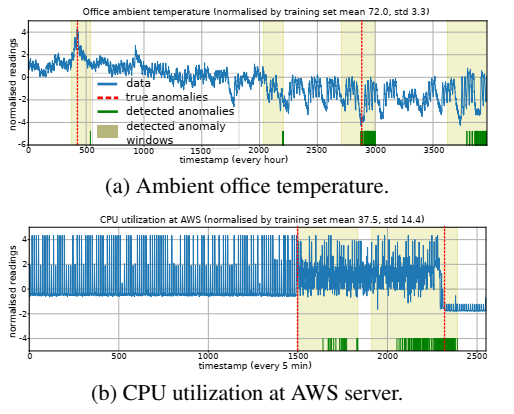 Office ambient temperature (normalised by training set mean 72.0, std 3.3)
normalised readings
4
2
0
-2
-4
-6
data
true anomalies
detected anomalies
detected anomaly
windows
0
500
1000
1500
2000
2500
3000
3500
timestamp (every hour)
(a) Ambient office temperature.
CPU utilization at AWS (normalised by training set mean 37.5, std 14.4)
normalised readings
4
2
0
-2
-4
0
500
1000
1500
2000
2500
timestamp (every 5 min)
(b) CPU utilization at AWS server.